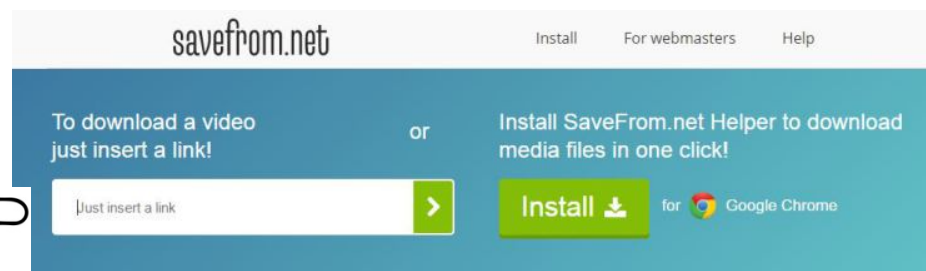 savefrom.net
Install For webmasters Help
To download a video
just insert a link!
or
Install SaveFrom.net Helper to download
media files in one click!
Just insert a link
Install
for Google Chrome